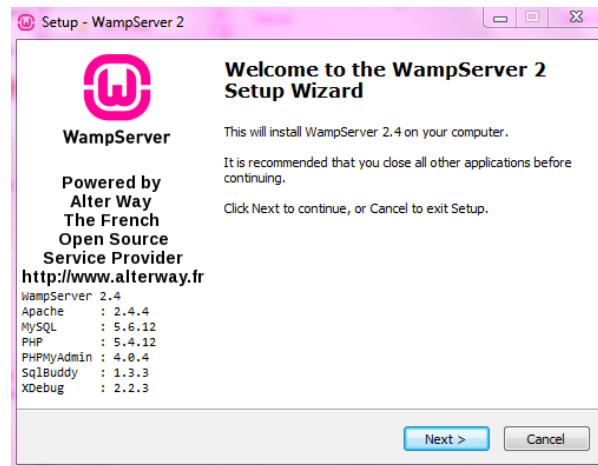 Setup - WampServer 2
WampServer
Powered by
Alter Way
The French
Open Source
Service Provider
http://www.alterway.fr
WampServer 2.4
Apache : 2.4.4
MySQL : 5.6.12
PHP : 5.4.12
PHPMyAdmin : 4.0.4
SqlBuddy : 1.3.3
XDebug : 2.2.3
Welcome to the WampServer 2
Setup Wizard
This will install WampServer 2.4 on your computer.
It is recommended that you close all other applications before
continuing.
Click Next to continue, or Cancel to exit Setup.
Next >
Cancel